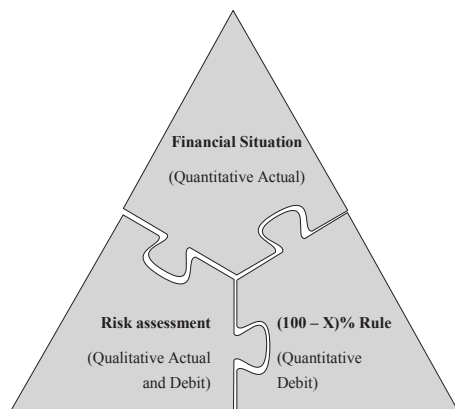 Financial Situation
(Quantitative Actual)
Risk assessment
(Qualitative Actual
and Debit)
(100 – X)% Rule
(Quantitative
Debit)